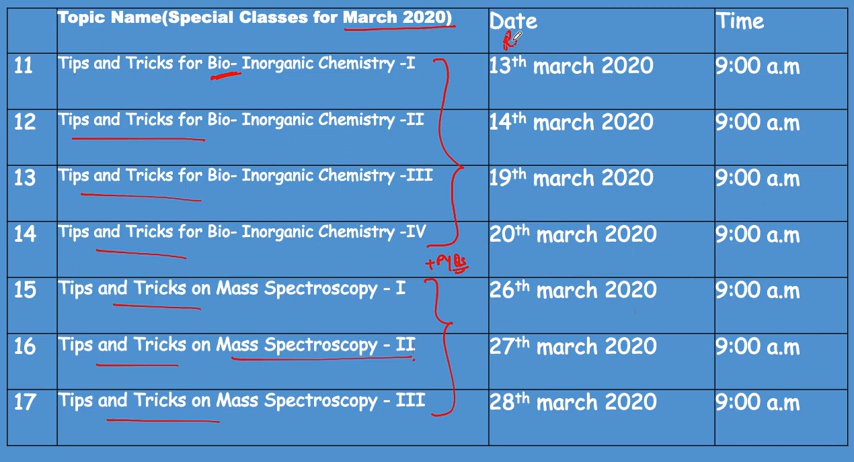 Topic Name(Special Classes for March 2020) Date Time
11 Tips and Tricks for Bio- Inorganic Chemistry -I 13th march 2020 9:00 a.m
12 Tips and Tricks for Bio- Inorganic Chemistry -II 14th march 2020 9:00 a.m
13 Tips and Tricks for Bio- Inorganic Chemistry -III 19th march 2020 9:00 a.m
14 Tips and Tricks for Bio- Inorganic Chemistry -IV 20th march 2020 9:00 a.m
+PYQs
15 Tips and Tricks on Mass Spectroscopy - I 26th march 2020 9:00 a.m
16 Tips and Tricks on Mass Spectroscopy - II 27th march 2020 9:00 a.m
17 Tips and Tricks on Mass Spectroscopy - III 28th march 2020 9:00 a.m